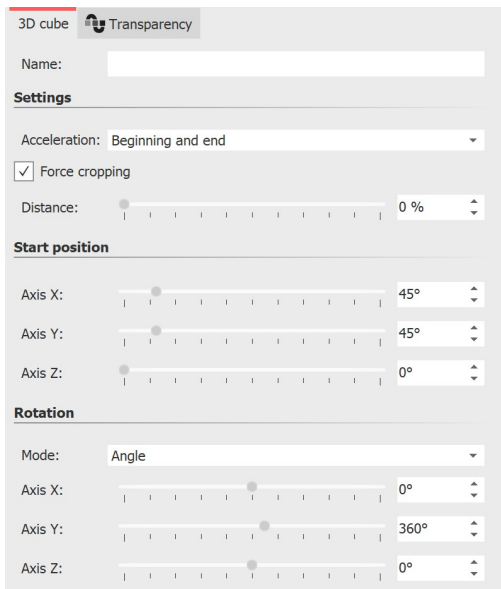 3D cube Transparency
Name:
Settings
Acceleration: Beginning and end
Force cropping
Distance: 0 %
Start position
Axis X: 45°
Axis Y: 45°
Axis Z: 0°
Rotation
Mode: Angle
Axis X: 0°
Axis Y: 360°
Axis Z: 0°